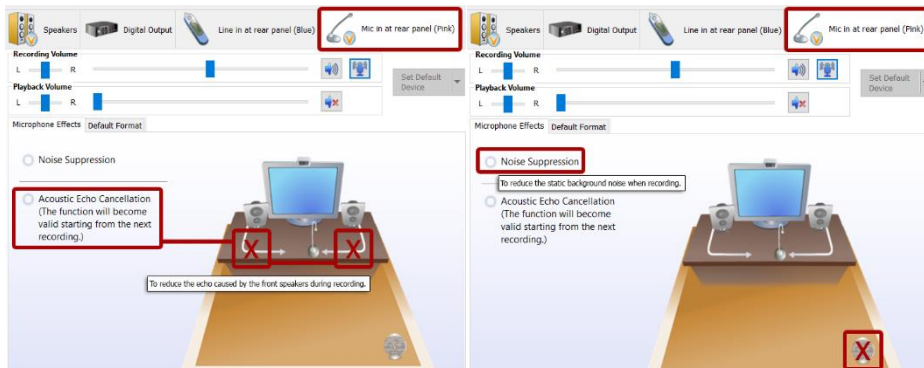 Speakers
Digital Output
Line in at rear panel (Blue)
Mic in at rear panel (Pink)
Recording Volume
L R
Set Default
Device
Playback Volume
L R
Microphone Effects
Default Format
Noise Suppression
Acoustic Echo Cancellation
(The function will become
valid starting from the next
recording.)
X X
To reduce the echo caused by the front speakers during recording.
Speakers
Digital Output
Line in at rear panel (Blue)
Mic in at rear panel (Pink)
Recording Volume
L R
Set Default
Device
Playback Volume
L R
Microphone Effects
Default Format
Noise Suppression
To reduce the static background noise when recording.
Acoustic Echo Cancellation
(The function will become
valid starting from the next
recording.)
X